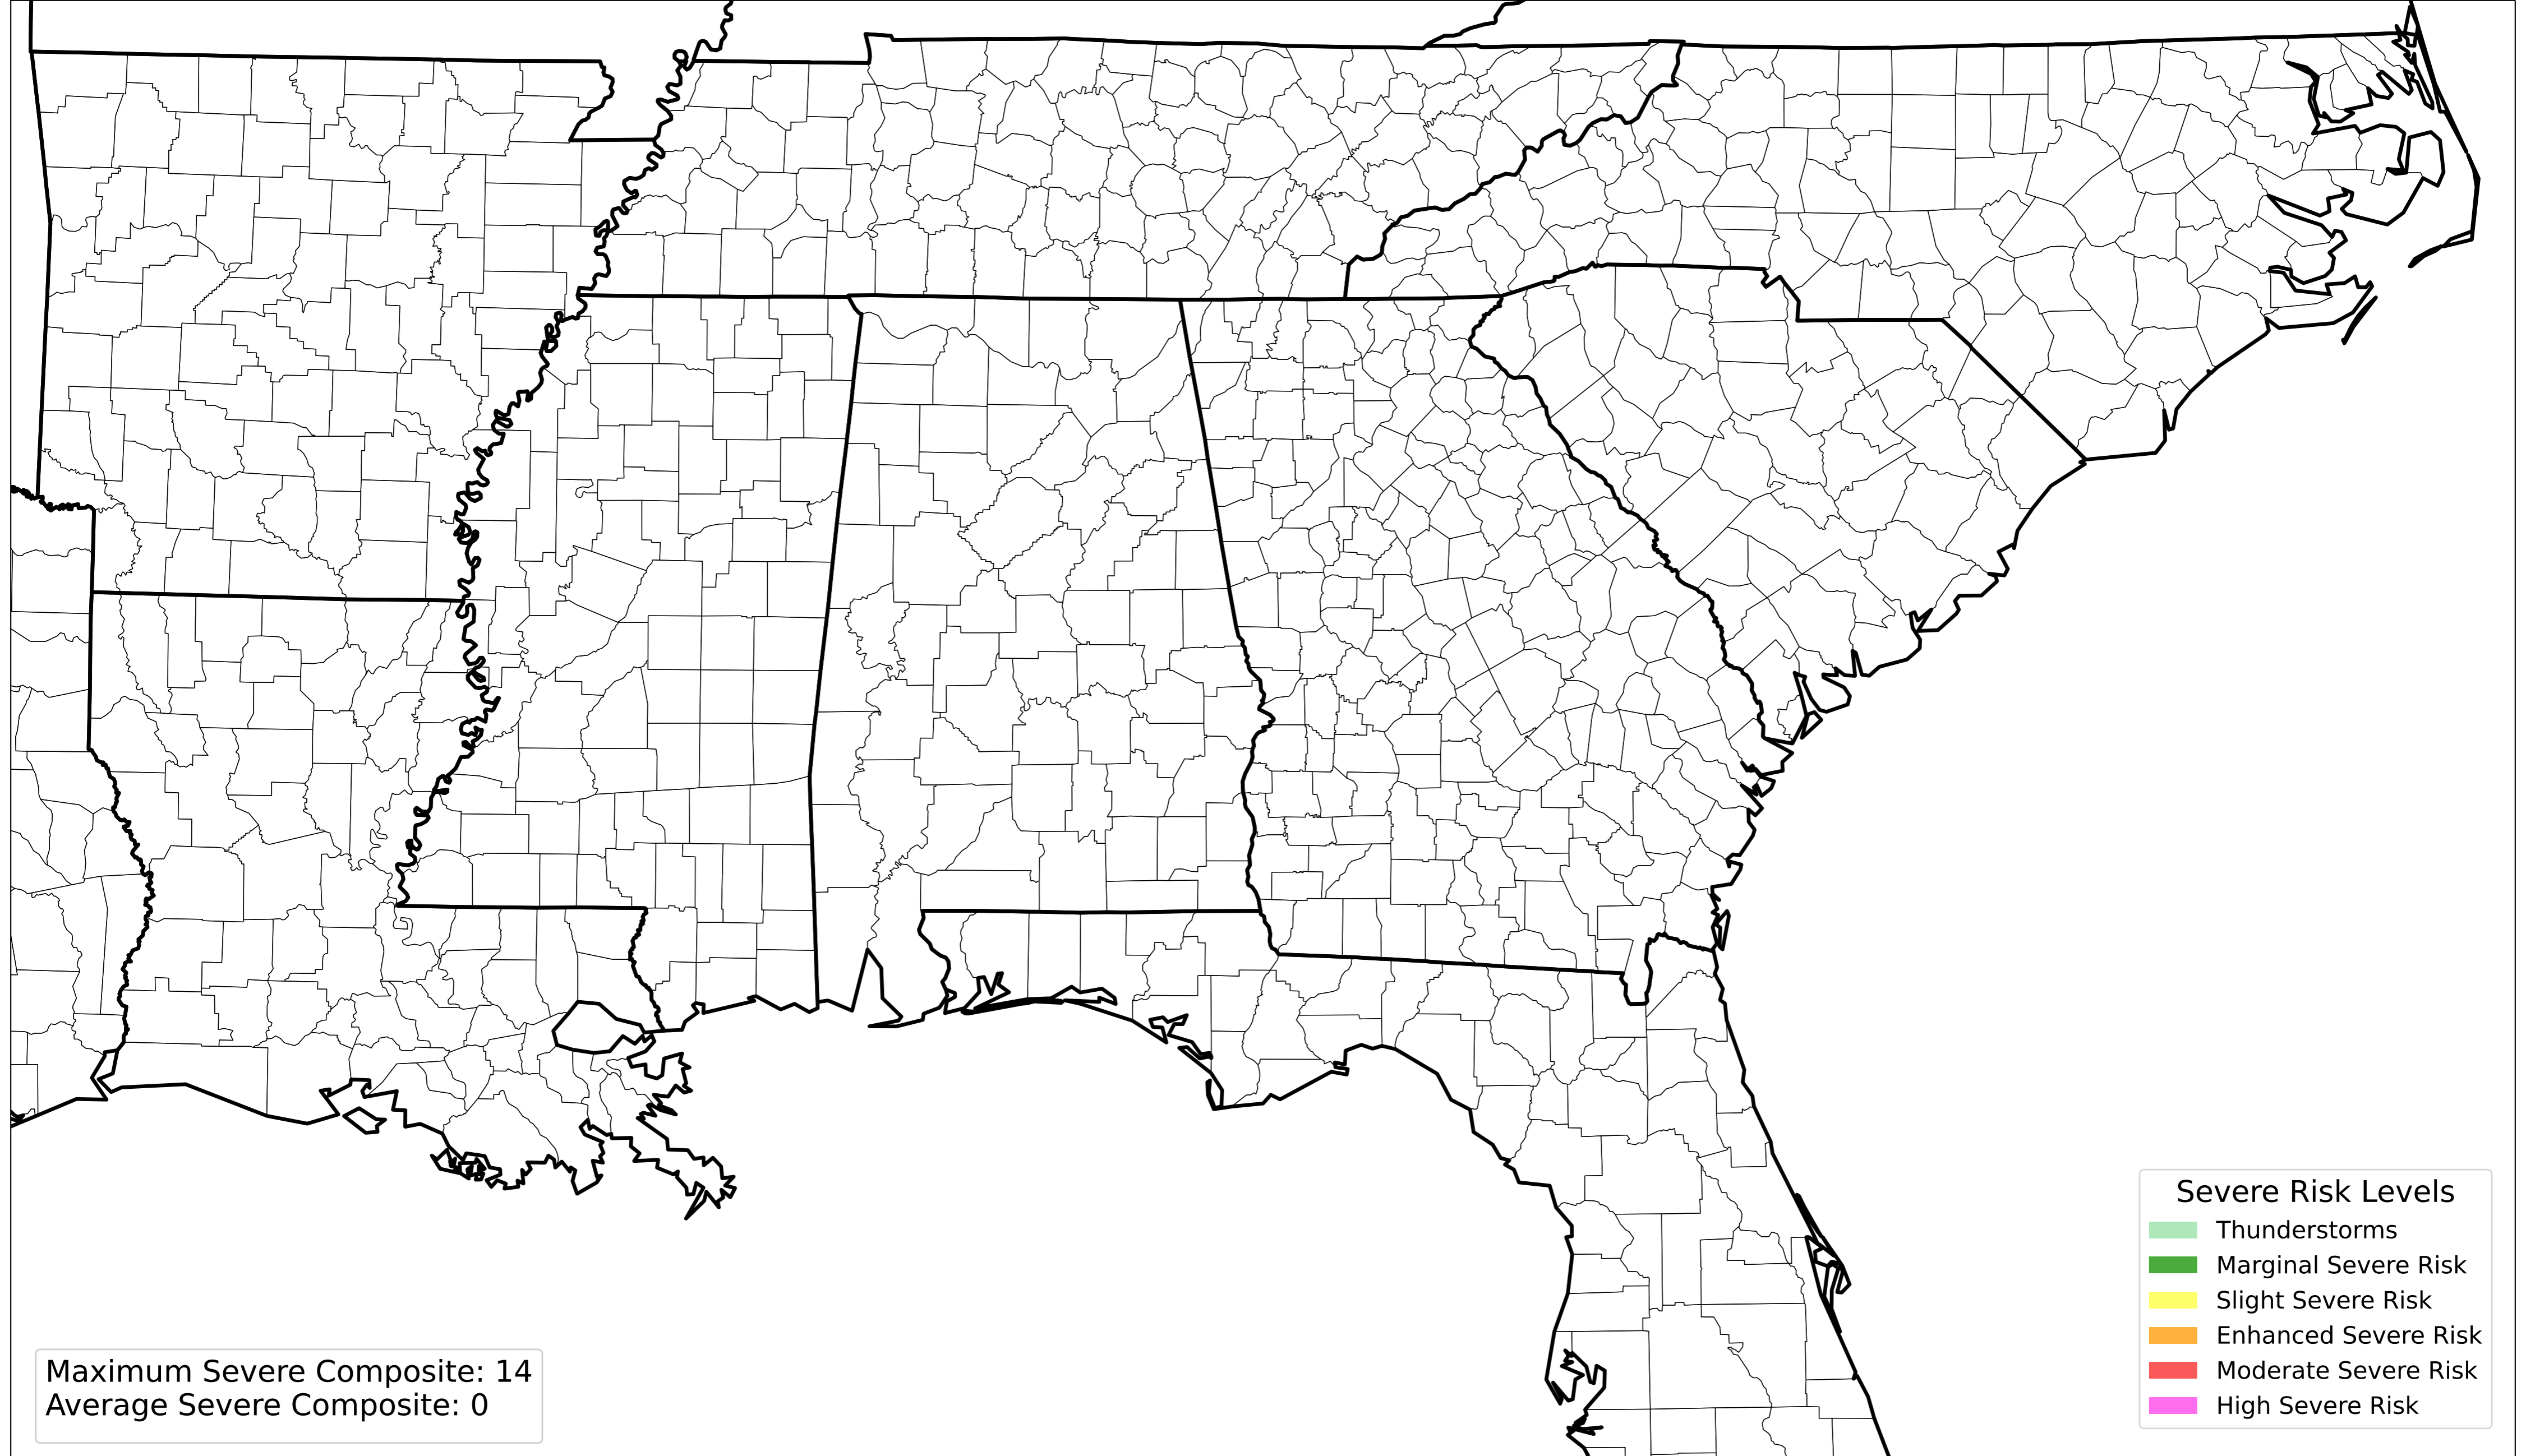 Severe Risk Levels
Thunderstorms
Marginal Severe Risk
Slight Severe Risk
Enhanced Severe Risk
Moderate Severe Risk
High Severe Risk
Maximum Severe Composite: 14
Average Severe Composite: 0